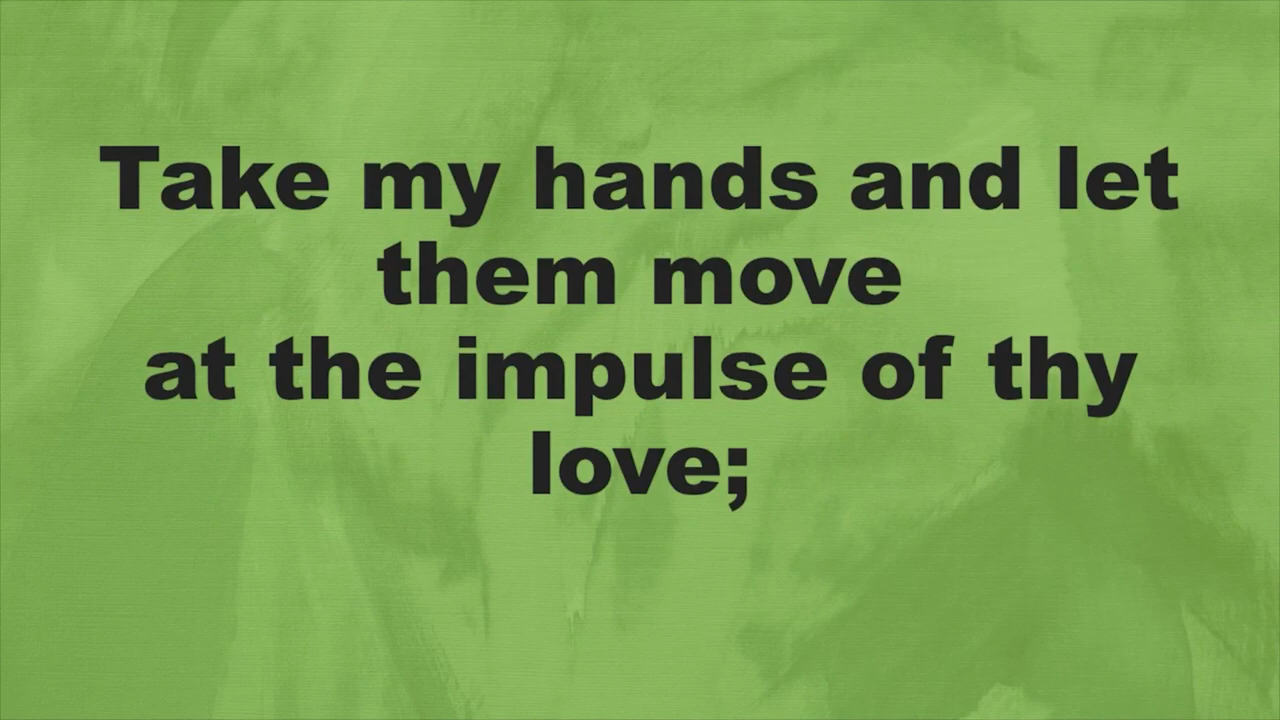 Take my hands and let
them move
at the impulse of thy
love;